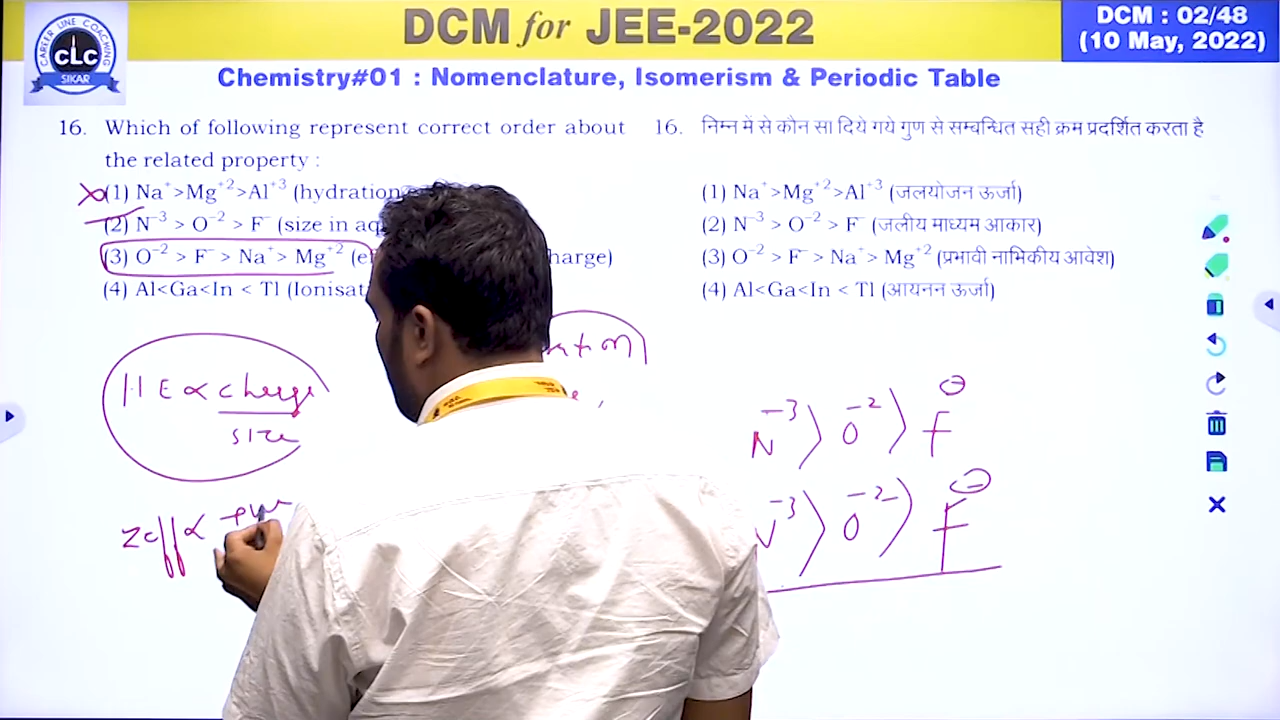 DCM for JEE-2022
DCM : 02/48
(10 May, 2022)
CAREER LINE COACHING
CLC
SIKAR
Chemistry#01 : Nomenclature, Isomerism & Periodic Table
16. Which of following represent correct order about
the related property :
(1) Na⁺>Mg⁺²>Al⁺³ (hydration
(2) N⁻³ > O⁻² > F⁻ (size in aq
(3) O⁻² > F⁻ > Na⁺> Mg⁺² (e harge)
(4) Al<Ga<In < Tl (Ionisat
16. निम्न में से कौन सा दिये गये गुण से सम्बन्धित सही क्रम प्रदर्शित करता है
(1) Na⁺>Mg⁺²>Al⁺³ (जलयोजन ऊर्जा)
(2) N⁻³ > O⁻² > F⁻ (जलीय माध्यम आकार)
(3) O⁻² > F⁻> Na⁺> Mg⁺² (प्रभावी नाभिकीय आवेश)
(4) Al<Ga<In < Tl (आयनन ऊर्जा)
HE ∝ charge
size
zeff ∝
N⁻³ > O⁻² > F⁻
N⁻³ > O⁻² > F⁻